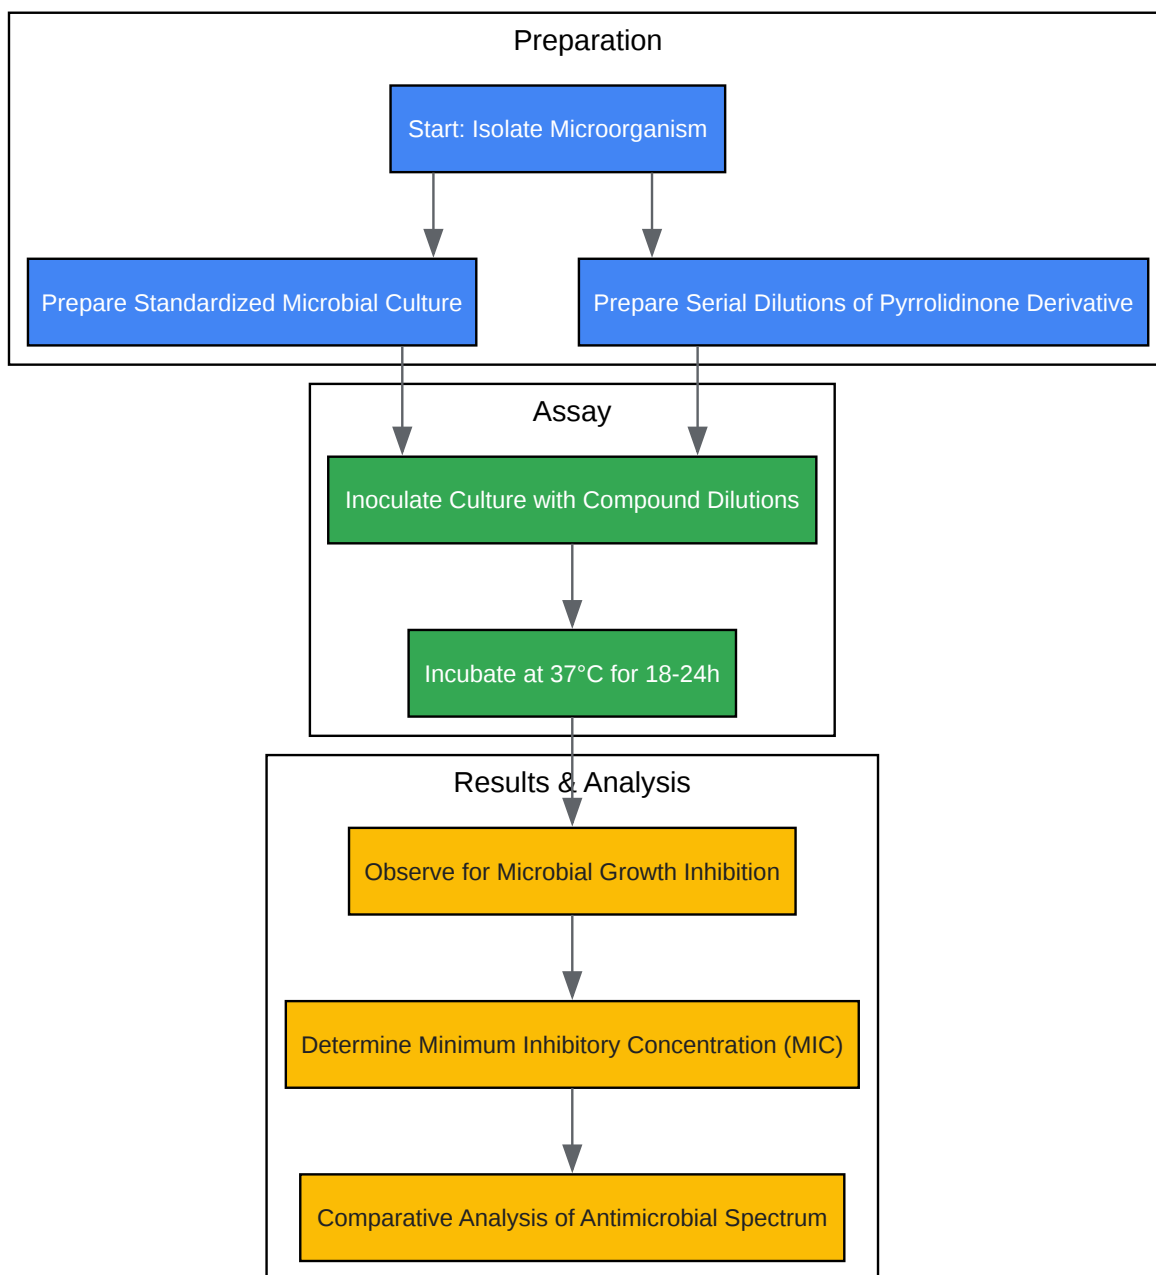 Preparation
Start: Isolate Microorganism
Prepare Standardized Microbial Culture
Prepare Serial Dilutions of Pyrrolidinone Derivative
Assay
Inoculate Culture with Compound Dilutions
Incubate at 37°C for 18-24h
Results & Analysis
Observe for Microbial Growth Inhibition
Determine Minimum Inhibitory Concentration (MIC)
Comparative Analysis of Antimicrobial Spectrum